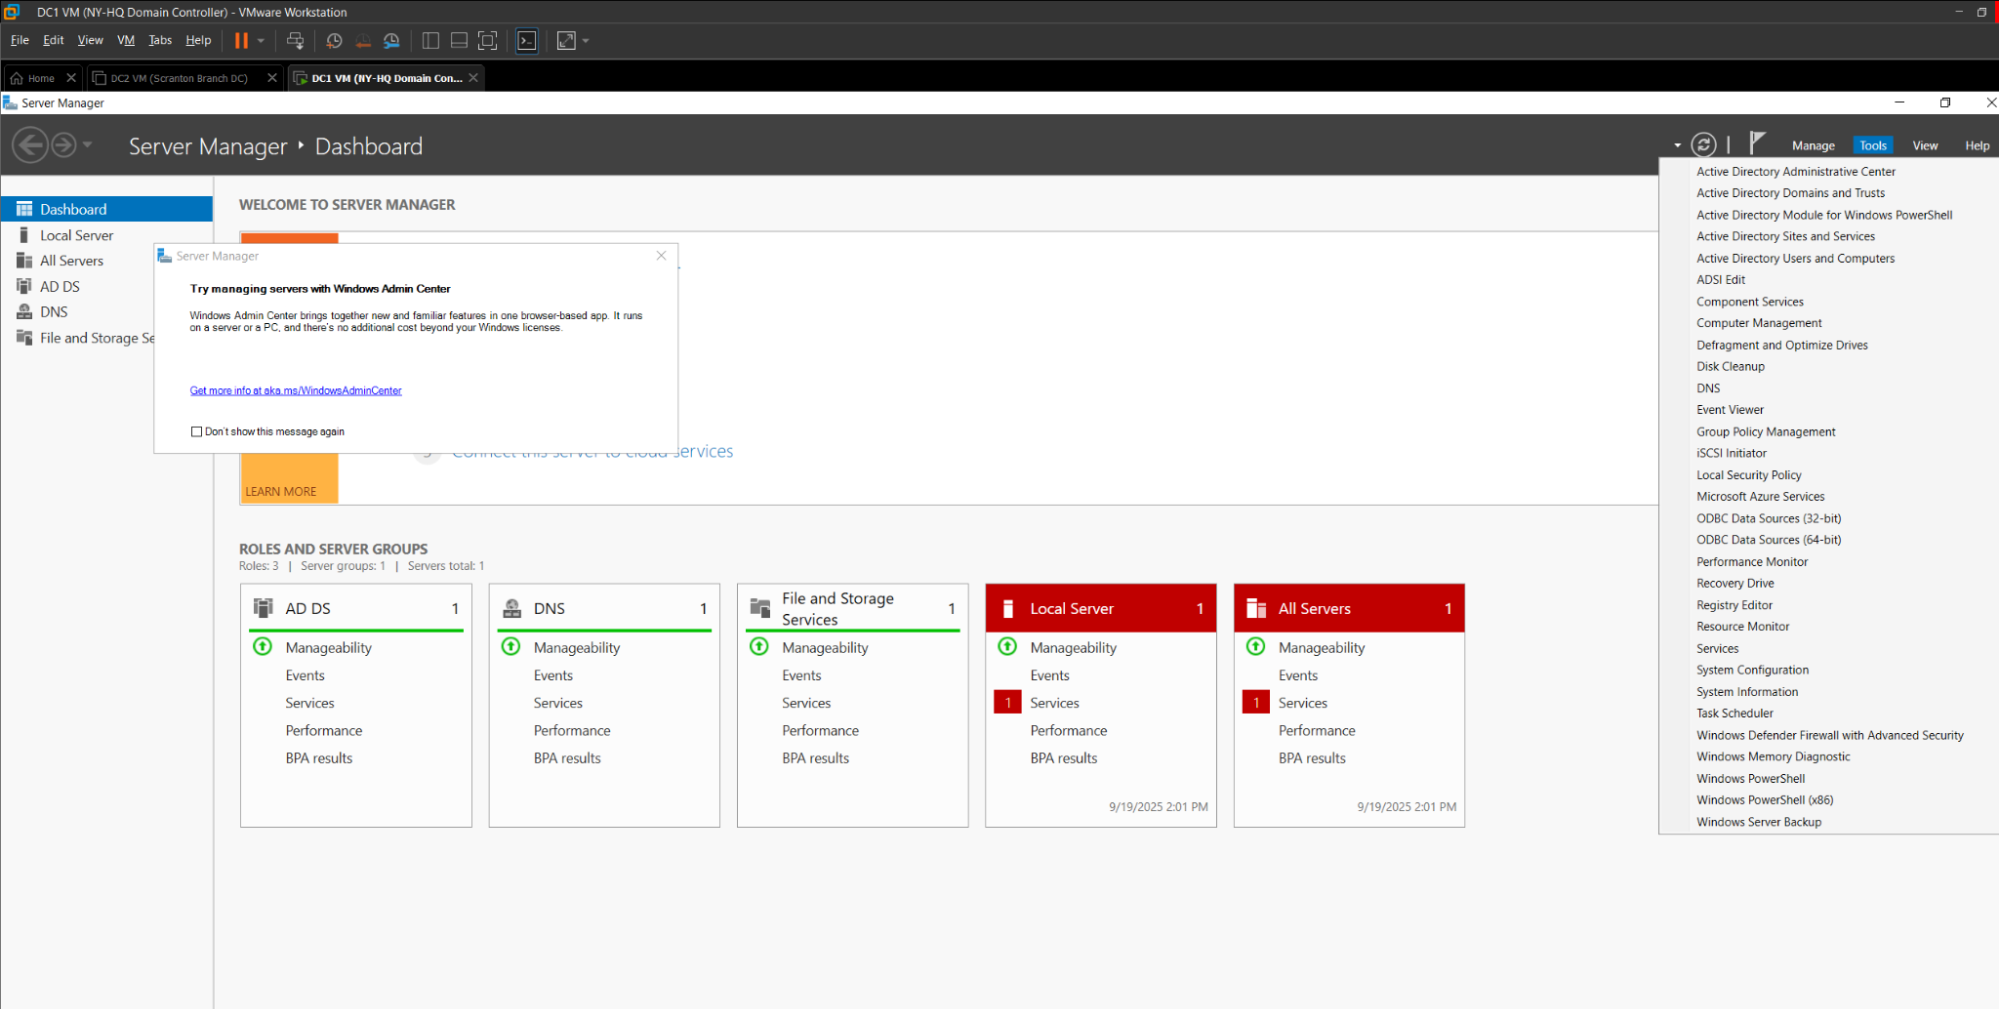 DC1 VM (NY-HQ Domain Controller) - VMware Workstation
File Edit View VM Tabs Help
Home DC2 VM (Scranton Branch DC) DC1 VM (NY-HQ Domain Con...
Server Manager
Server Manager Dashboard
Manage Tools View Help
Dashboard
Local Server
All Servers
AD DS
DNS
File and Storage Se
WELCOME TO SERVER MANAGER
Server Manager
Try managing servers with Windows Admin Center
Windows Admin Center brings together new and familiar features in one browser-based app. It runs
on a server or a PC, and there's no additional cost beyond your Windows licenses.
Get more info at aka.ms/WindowsAdminCenter
Don't show this message again
Connect this server to cloud services
LEARN MORE
ROLES AND SERVER GROUPS
Roles: 3 | Server groups: 1 | Servers total: 1
AD DS 1
Manageability
Events
Services
Performance
BPA results
DNS 1
Manageability
Events
Services
Performance
BPA results
File and Storage
Services 1
Manageability
Events
Services
Performance
BPA results
Local Server 1
Manageability
Events
1 Services
Performance
BPA results
9/19/2025 2:01 PM
All Servers 1
Manageability
Events
1 Services
Performance
BPA results
9/19/2025 2:01 PM
Active Directory Administrative Center
Active Directory Domains and Trusts
Active Directory Module for Windows PowerShell
Active Directory Sites and Services
Active Directory Users and Computers
ADSI Edit
Component Services
Computer Management
Defragment and Optimize Drives
Disk Cleanup
DNS
Event Viewer
Group Policy Management
iSCSI Initiator
Local Security Policy
Microsoft Azure Services
ODBC Data Sources (32-bit)
ODBC Data Sources (64-bit)
Performance Monitor
Recovery Drive
Registry Editor
Resource Monitor
Services
System Configuration
System Information
Task Scheduler
Windows Defender Firewall with Advanced Security
Windows Memory Diagnostic
Windows PowerShell
Windows PowerShell (x86)
Windows Server Backup